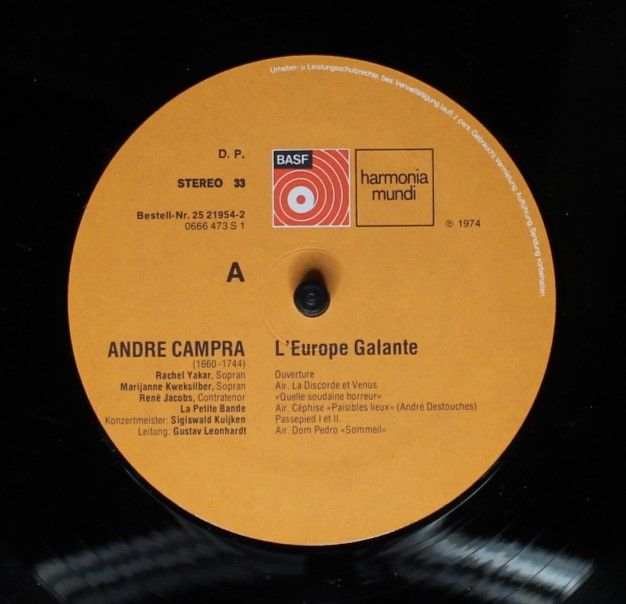 Urheber- u Leistungsschutzrechte, bes. Vervielfältigung (auß. z. pers. Gebrauch), Vermietung, Aufführung, Sendung vorbehalten.
D. P.
BASF
harmonia
mundi
STEREO 33
Bestell-Nr. 25 21954-2
0666 473 S 1
℗ 1974
A
ANDRE CAMPRA
(1660-1744)
Rachel Yakar, Sopran
Marijanne Kweksilber, Sopran
René Jacobs, Contratenor
La Petite Bande
Konzertmeister: Sigiswald Kuijken
Leitung: Gustav Leonhardt
L'Europe Galante
Ouverture
Air. La Discorde et Venus
«Quelle soudaine horreur»
Air. Céphise «Paisibles lieux» (André Destouches)
Passepied I et II.
Air. Dom Pedro «Sommeil»